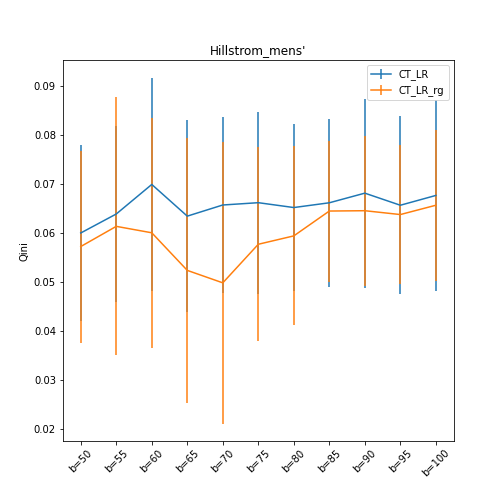 Hillstrom_mens'
CT_LR
CT_LR_rg
Qini
0.09
0.08
0.07
0.06
0.05
0.04
0.03
0.02
b=50
b=55
b=60
b=65
b=70
b=75
b=80
b=85
b=90
b=95
b=100